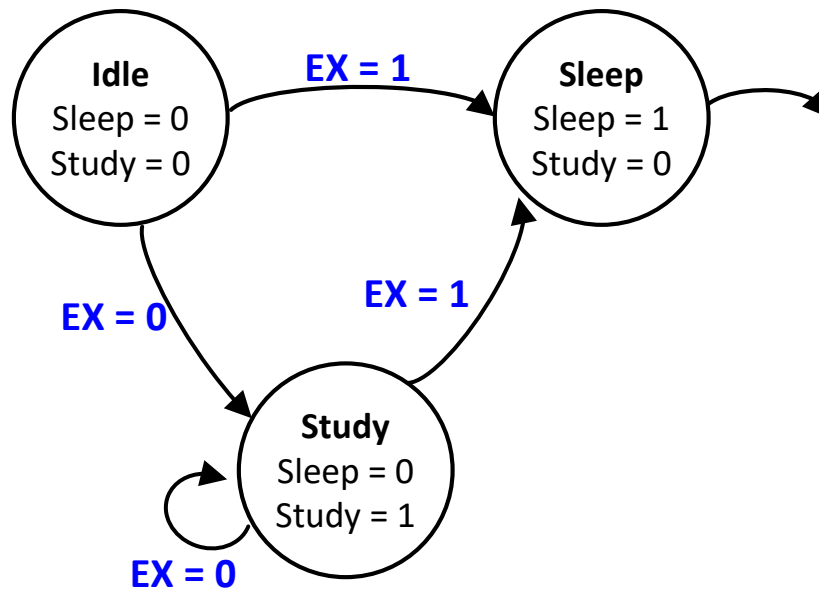 Idle
Sleep = 0
Study = 0
EX = 1
Sleep
Sleep = 1
Study = 0
EX = 0
EX = 1
Study
Sleep = 0
Study = 1
EX = 0